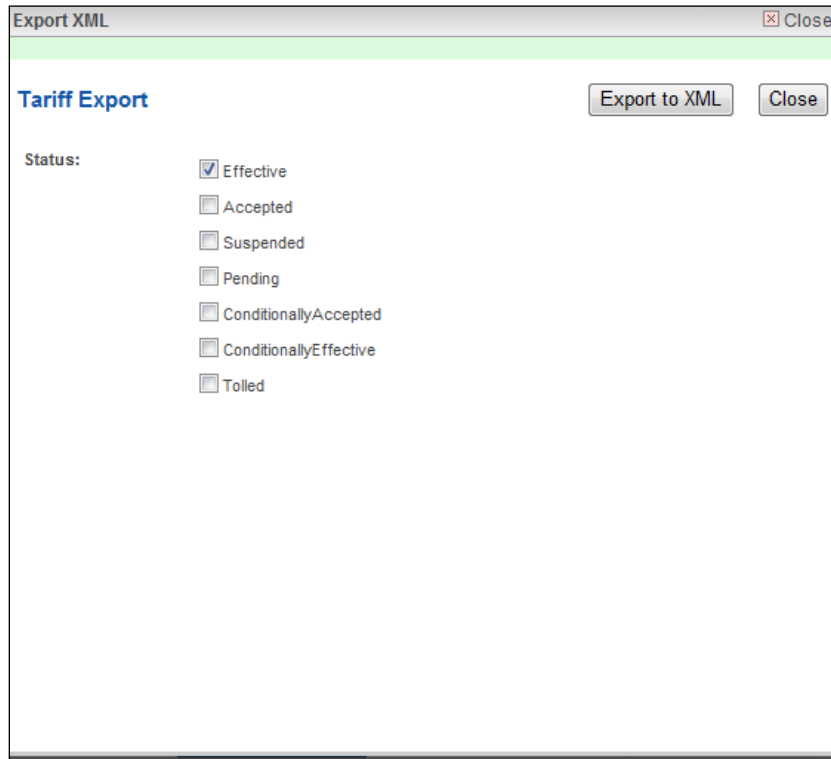 Export XML Close
Tariff Export Export to XML Close
Status:
Effective
Accepted
Suspended
Pending
ConditionallyAccepted
ConditionallyEffective
Tolled